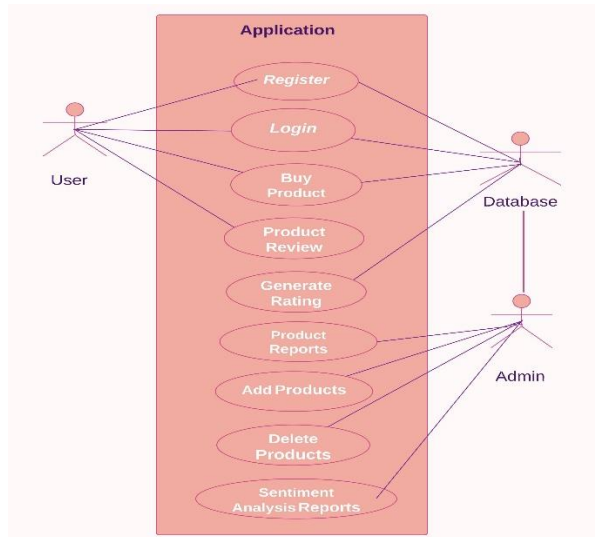 Application
Register
Login
User
Buy
Product
Database
Product
Review
Generate
Rating
Product
Reports
Admin
Add Products
Delete
Products
Sentiment
Analysis Reports